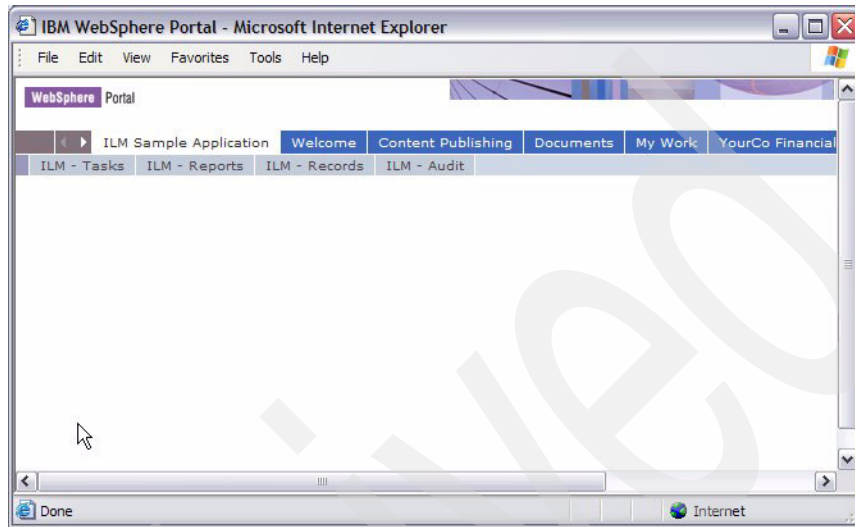 IBM WebSphere Portal - Microsoft Internet Explorer
File Edit View Favorites Tools Help
WebSphere Portal
ILM Sample Application Welcome Content Publishing Documents My Work YourCo Financial
ILM - Tasks ILM - Reports ILM - Records ILM - Audit
Done Internet